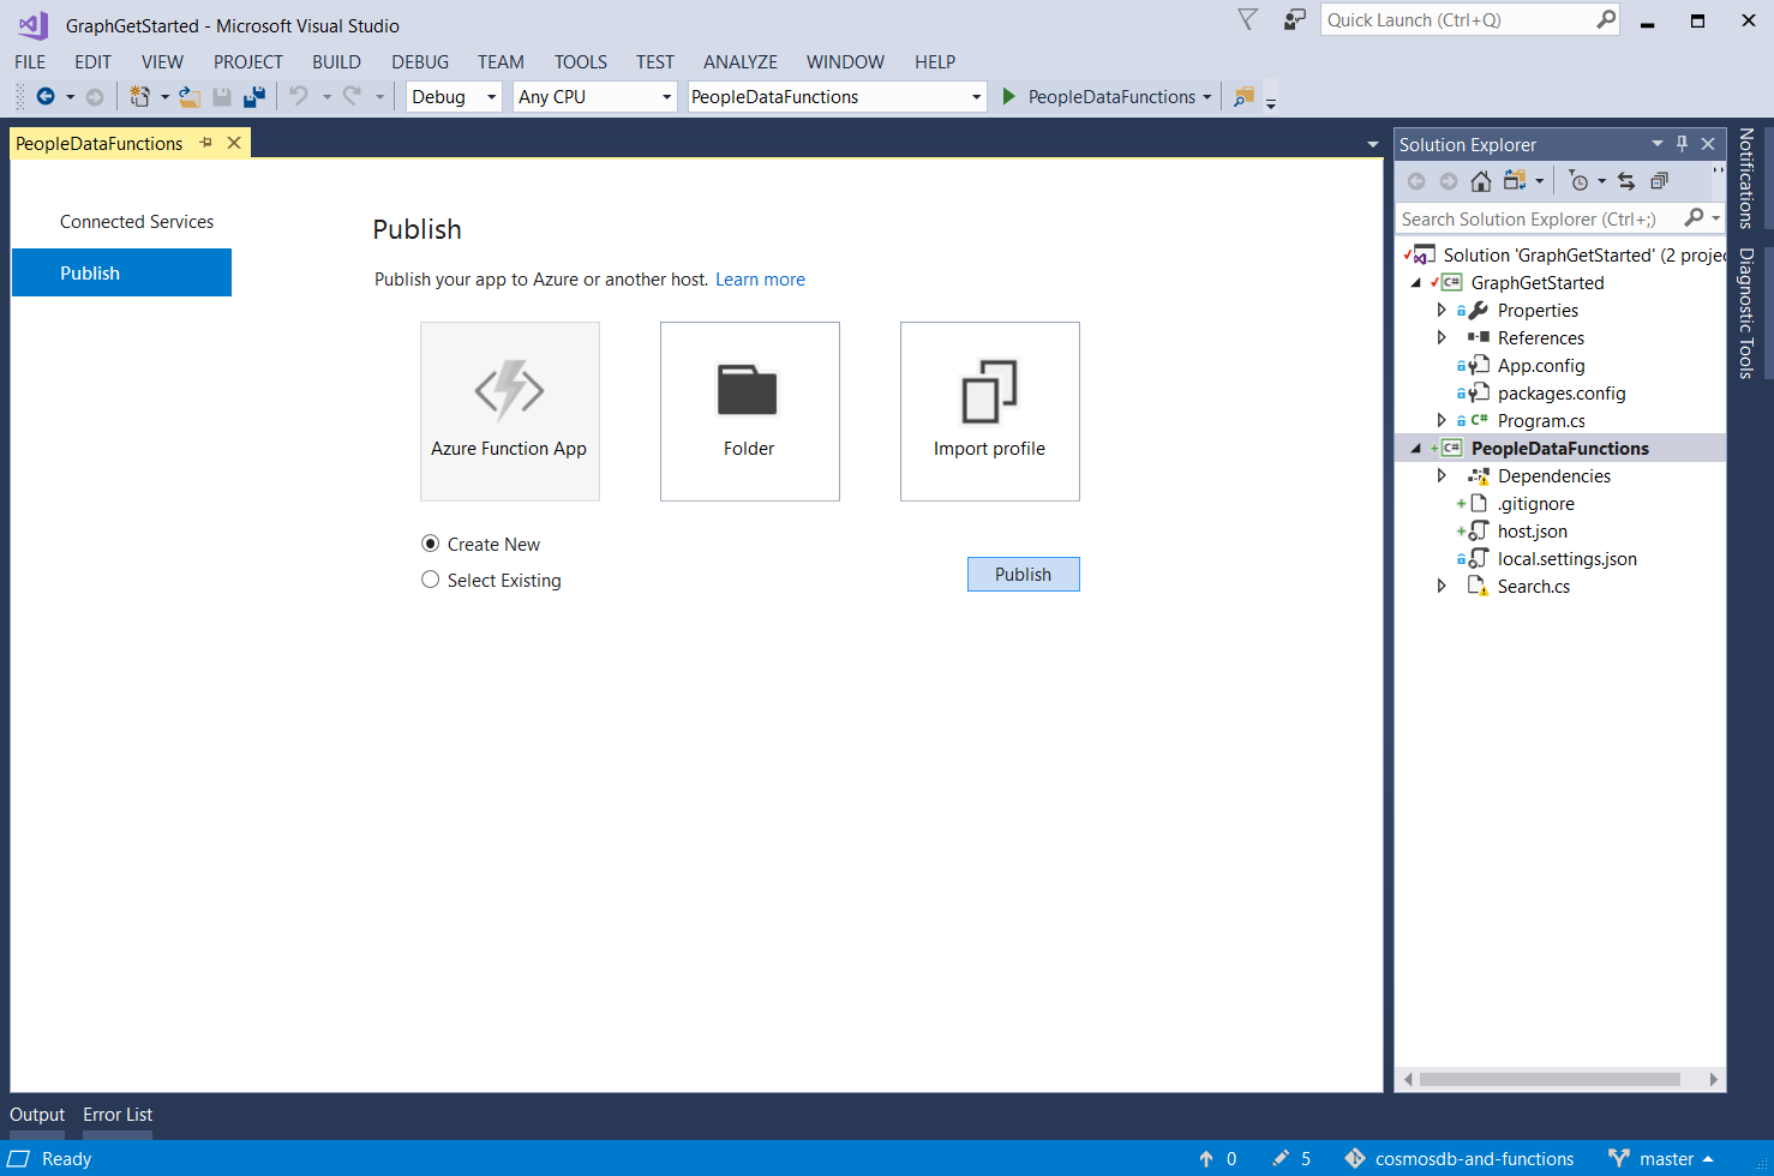 GraphGetStarted - Microsoft Visual Studio
Quick Launch (Ctrl+Q)
FILE EDIT VIEW PROJECT BUILD DEBUG TEAM TOOLS TEST ANALYZE WINDOW HELP
Debug Any CPU PeopleDataFunctions PeopleDataFunctions
PeopleDataFunctions
Connected Services
Publish
Publish
Publish your app to Azure or another host. Learn more
Azure Function App
Folder
Import profile
Create New
Select Existing
Publish
Solution Explorer
Search Solution Explorer (Ctrl+;)
Solution 'GraphGetStarted' (2 projec
C# GraphGetStarted
Properties
References
App.config
packages.config
C# Program.cs
C# PeopleDataFunctions
Dependencies
.gitignore
host.json
local.settings.json
Search.cs
Notifications
Diagnostic Tools
Output Error List
Ready
0 5 cosmosdb-and-functions master